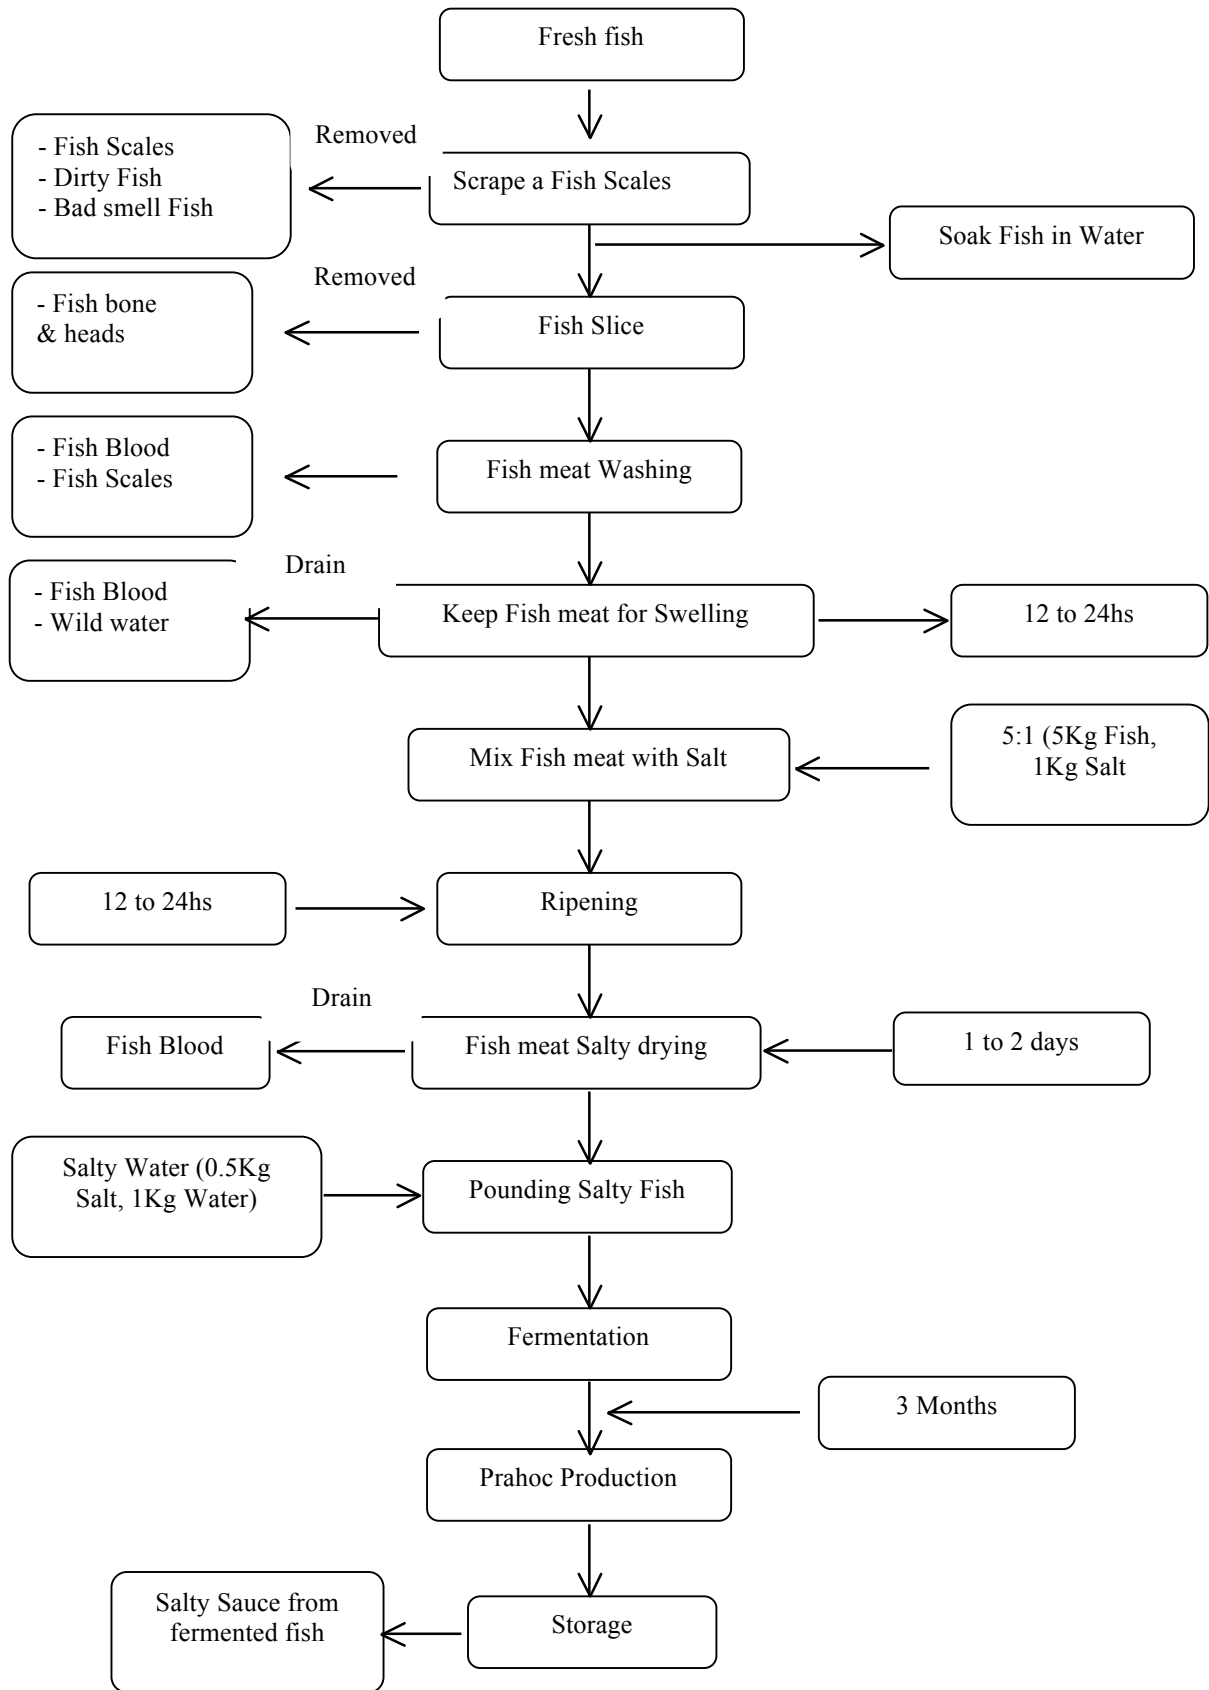 Fresh fish
Removed
- Fish Scales
- Dirty Fish
- Bad smell Fish
Scrape a Fish Scales
Soak Fish in Water
Removed
- Fish bone
& heads
Fish Slice
- Fish Blood
- Fish Scales
Fish meat Washing
Drain
- Fish Blood
- Wild water
Keep Fish meat for Swelling
12 to 24hs
Mix Fish meat with Salt
5:1 (5Kg Fish,
1Kg Salt
12 to 24hs
Ripening
Drain
Fish Blood
Fish meat Salty drying
1 to 2 days
Salty Water (0.5Kg
Salt, 1Kg Water)
Pounding Salty Fish
Fermentation
3 Months
Prahoc Production
Salty Sauce from
fermented fish
Storage